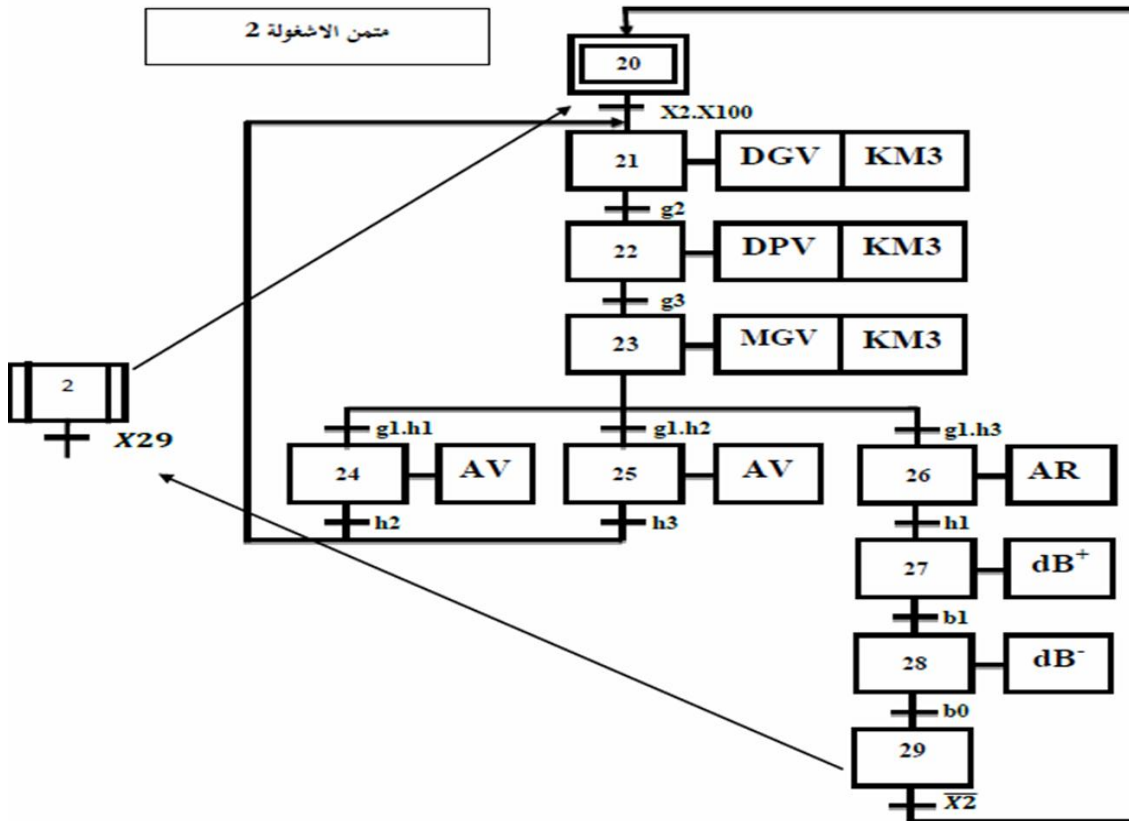 متمن الاشغولة 2
20
X2.X100
21 DGV KM3
g2
22 DPV KM3
g3
23 MGV KM3
2
X29
g1.h1 g1.h2 g1.h3
24 AV 25 AV 26 AR
h2 h3 h1
27 dB⁺
b1
28 dB⁻
b0
29
X̅2̅